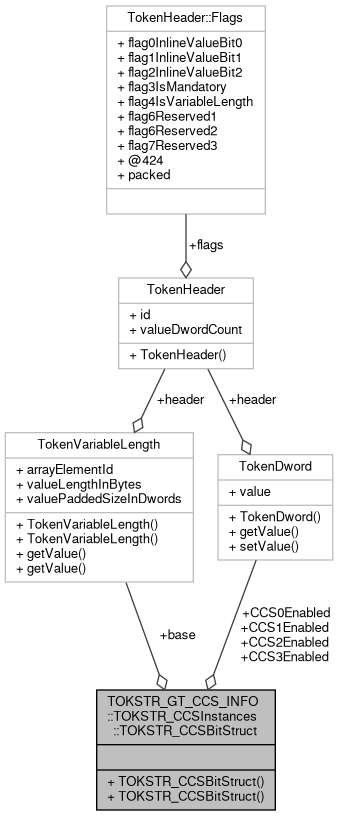 TokenHeader::Flags
+ flag0InlineValueBit0
+ flag1InlineValueBit1
+ flag2InlineValueBit2
+ flag3IsMandatory
+ flag4IsVariableLength
+ flag6Reserved1
+ flag6Reserved2
+ flag7Reserved3
+ @424
+ packed
+flags
TokenHeader
+ id
+ valueDwordCount
+ TokenHeader()
+header
+header
TokenVariableLength
+ arrayElementId
+ valueLengthInBytes
+ valuePaddedSizeInDwords
+ TokenVariableLength()
+ TokenVariableLength()
+ getValue()
+ getValue()
TokenDword
+ value
+ TokenDword()
+ getValue()
+ setValue()
+base
+CCS0Enabled
+CCS1Enabled
+CCS2Enabled
+CCS3Enabled
TOKSTR_GT_CCS_INFO
::TOKSTR_CCSInstances
::TOKSTR_CCSBitStruct
+ TOKSTR_CCSBitStruct()
+ TOKSTR_CCSBitStruct()